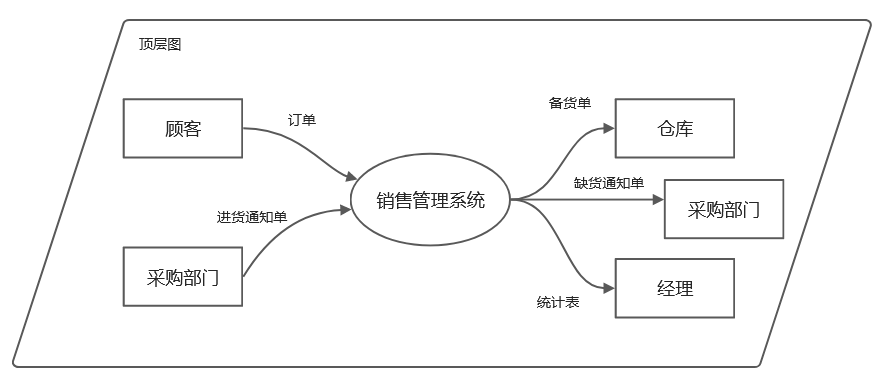 顶层图
顾客
订单
备货单
仓库
销售管理系统
缺货通知单
采购部门
进货通知单
采购部门
统计表
经理